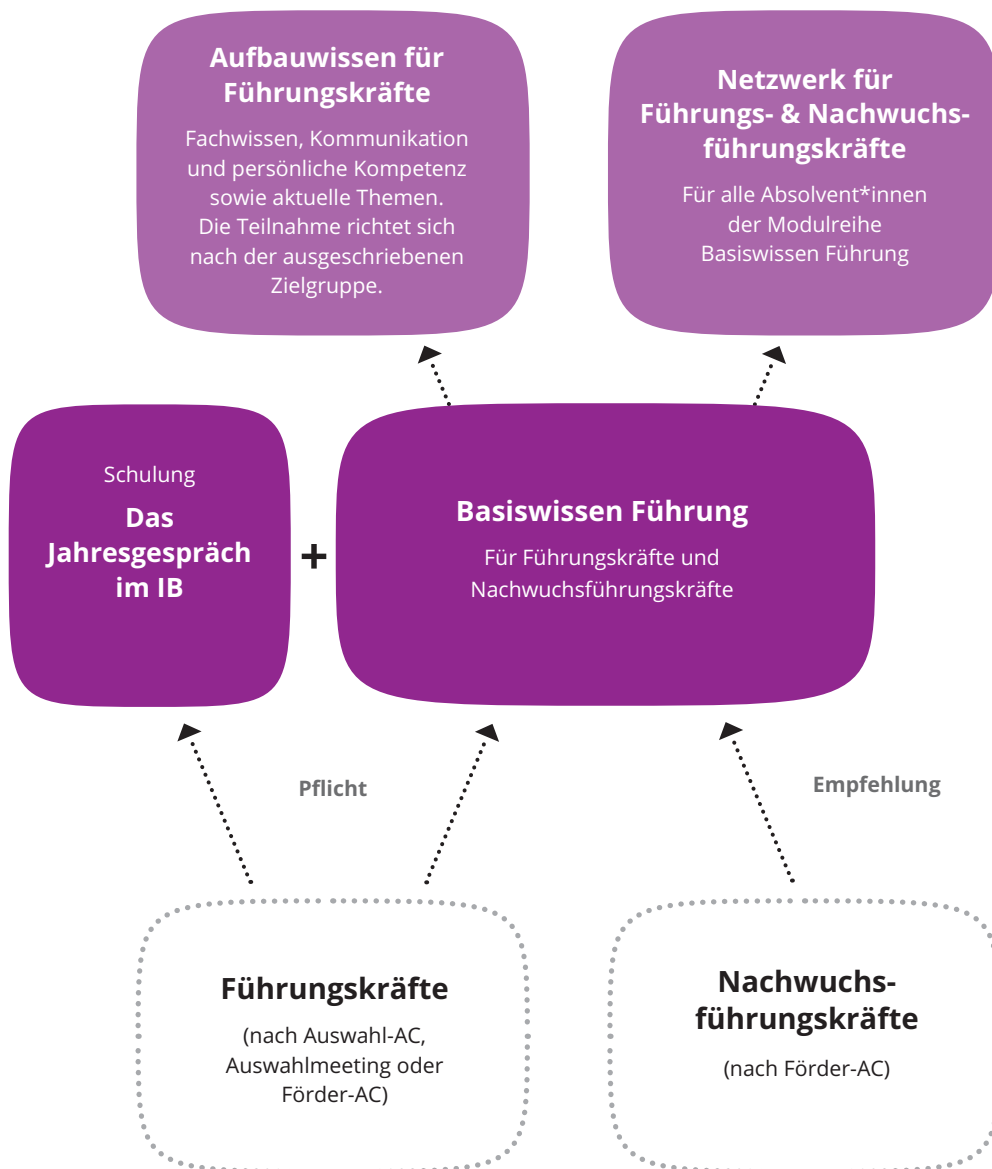 Aufbauwissen für
Führungskräfte
Fachwissen, Kommunikation
und persönliche Kompetenz
sowie aktuelle Themen.
Die Teilnahme richtet sich
nach der ausgeschriebenen
Zielgruppe.
Netzwerk für
Führungs- & Nachwuchs-
führungskräfte
Für alle Absolvent*innen
der Modulreihe
Basiswissen Führung
Schulung
Das
Jahresgespräch
im IB
+
Basiswissen Führung
Für Führungskräfte und
Nachwuchsführungskräfte
Pflicht
Empfehlung
Führungskräfte
(nach Auswahl-AC,
Auswahlmeeting oder
Förder-AC)
Nachwuchs-
führungskräfte
(nach Förder-AC)